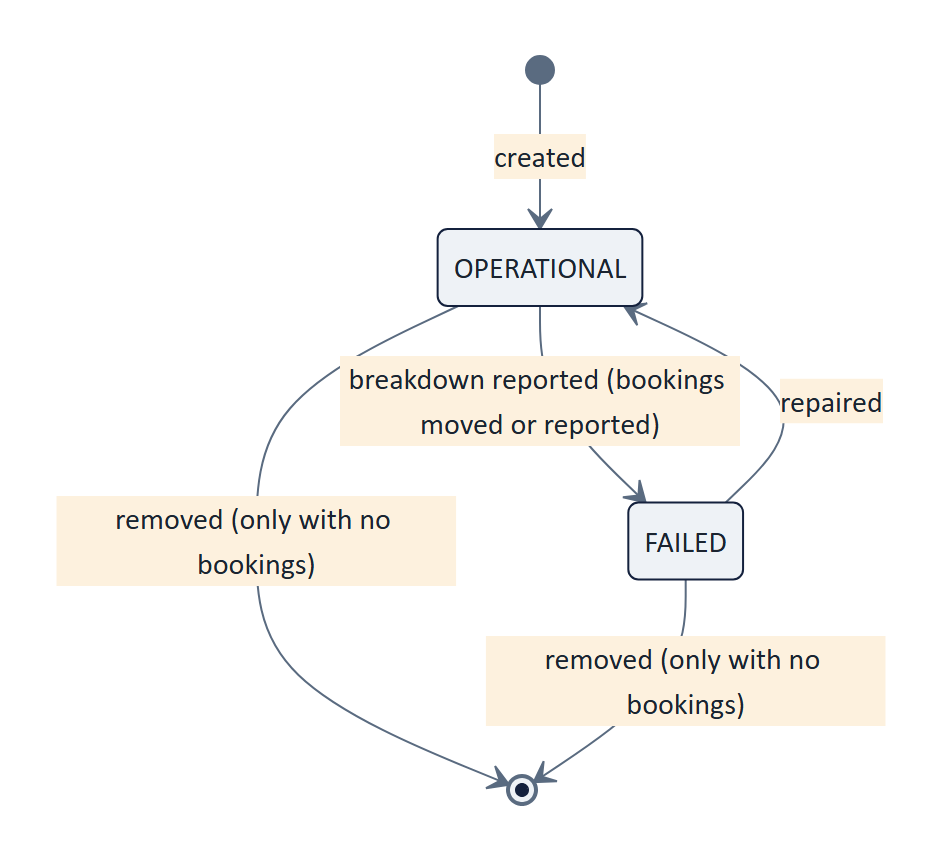 created
OPERATIONAL
breakdown reported (bookings
moved or reported)
repaired
removed (only with no
bookings)
FAILED
removed (only with no
bookings)